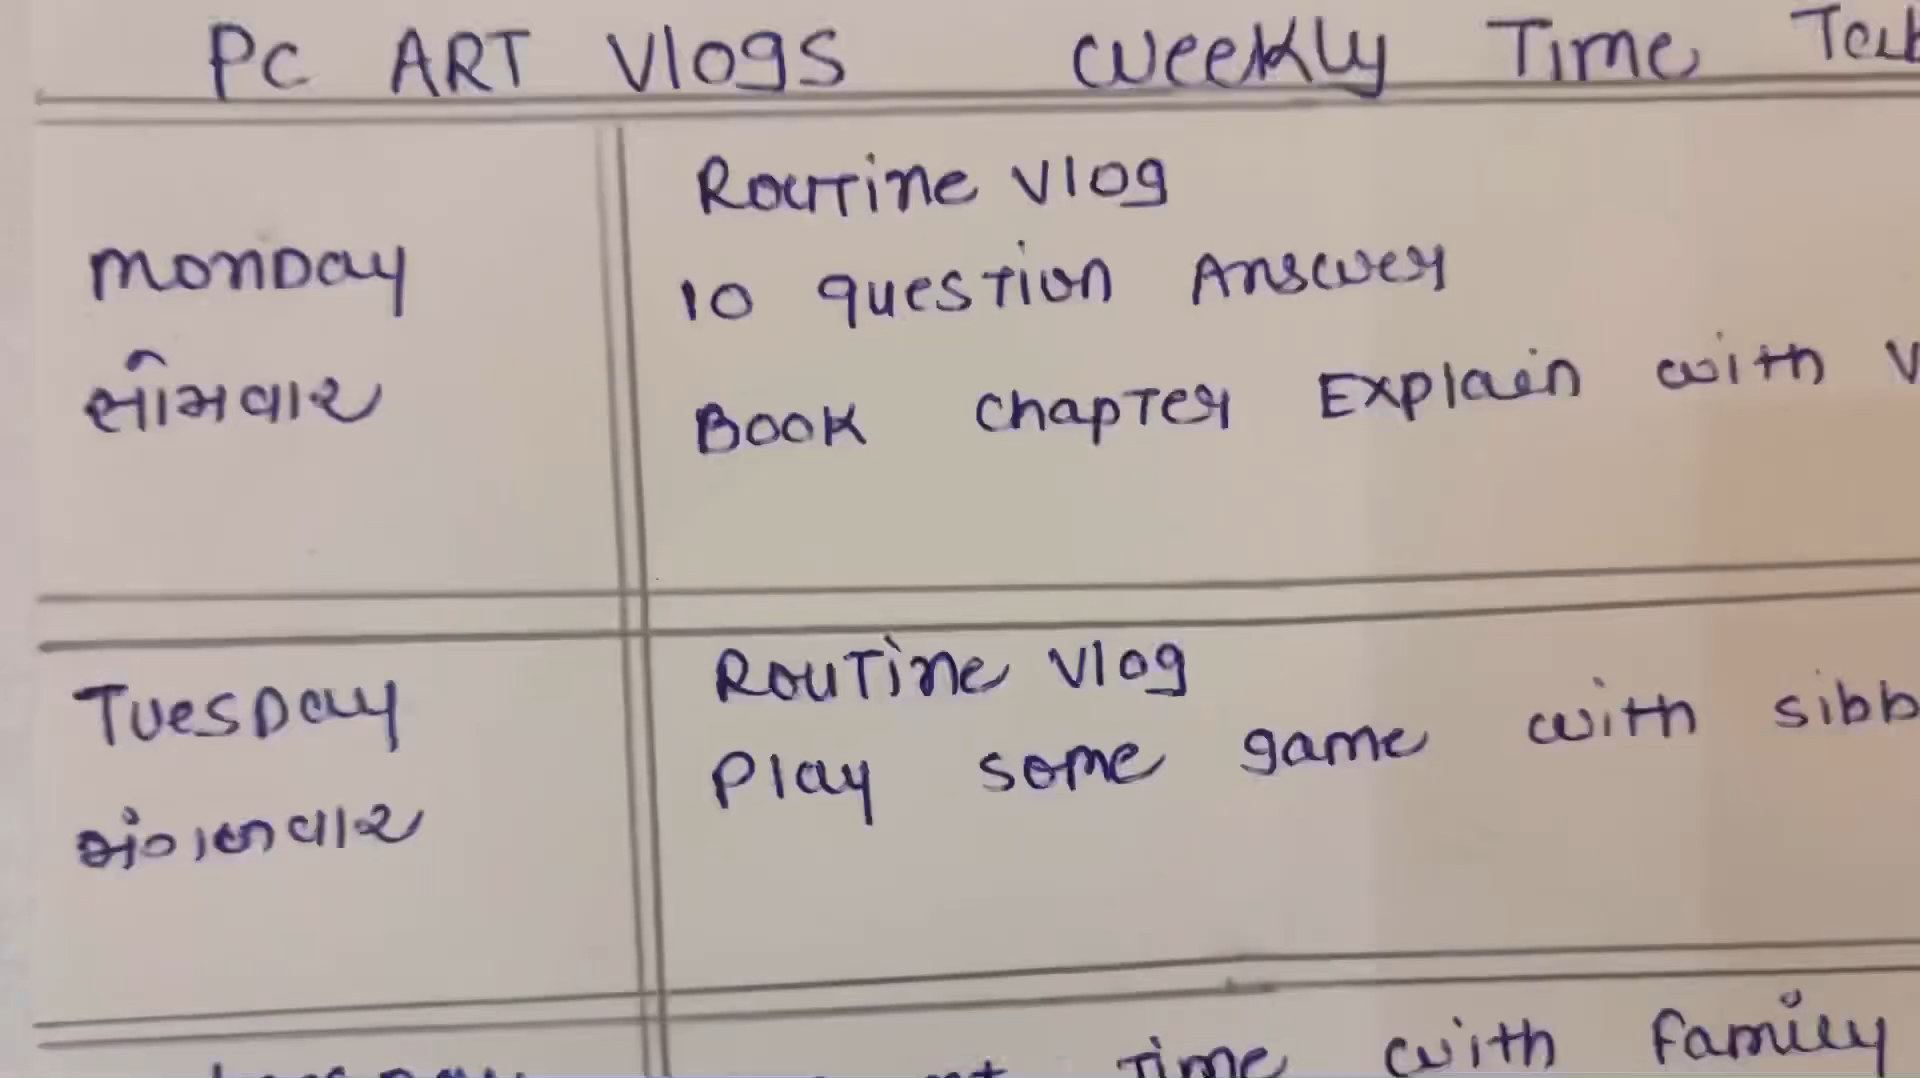 PC ART Vlogs Weekly Time
Monday
સોમવાર
Routine Vlog
10 question Answer
Book chapter Explain with
Tuesday
મંગળવાર
Routine Vlog
Play some game with
Time with family